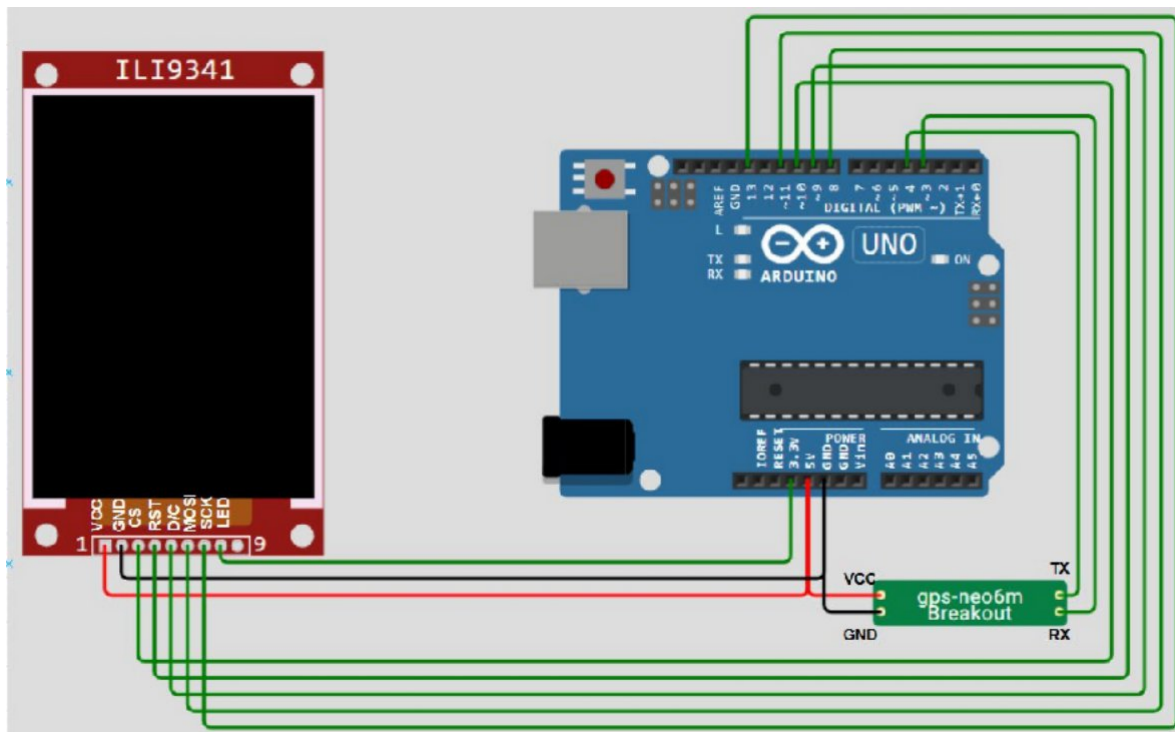 ILI9341
VCC
GND
CS
RST
D/C
MOSI
SCK
LED
1
9
AREF
GND
13
12
~11
~10
~9
8
7
~6
~5
4
~3
2
TX→1
RX←0
DIGITAL (PWM ~)
L
TX
RX
ARDUINO
UNO
ON
IOREF
RESET
3.3V
5V
GND
GND
Vin
POWER
ANALOG IN
A0
A1
A2
A3
A4
A5
VCC
GND
gps-neo6m
Breakout
TX
RX